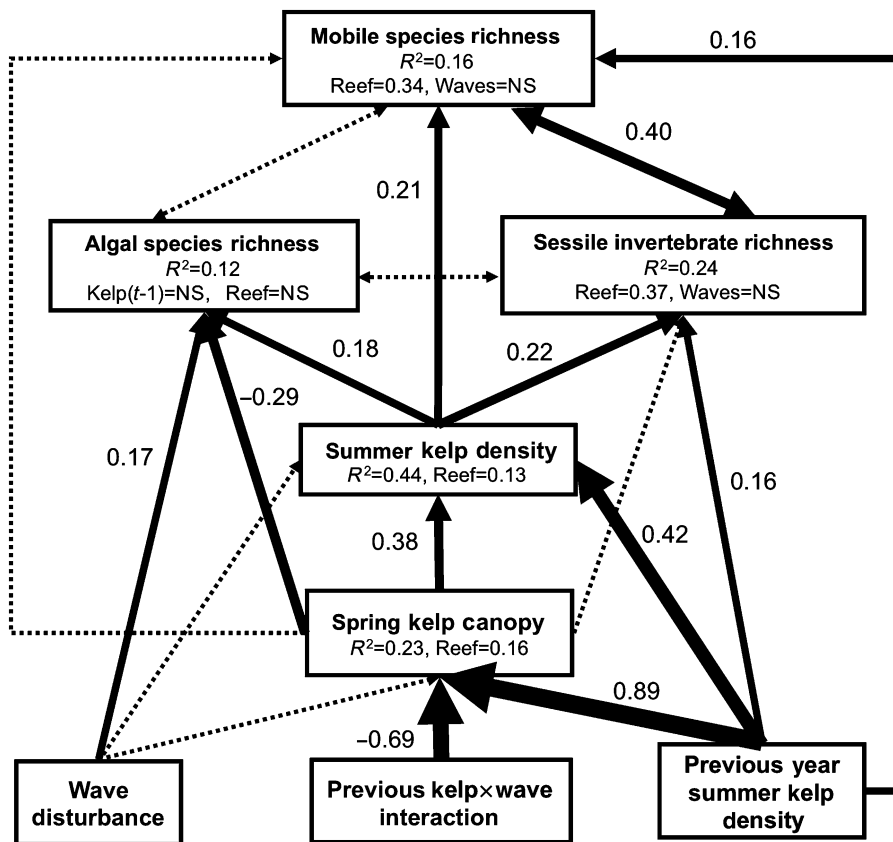 Mobile species richness
R²=0.16
Reef=0.34, Waves=NS
0.16
0.40
0.21
Algal species richness
R²=0.12
Kelp(t-1)=NS, Reef=NS
Sessile invertebrate richness
R²=0.24
Reef=0.37, Waves=NS
0.18
0.22
–0.29
Summer kelp density
R²=0.44, Reef=0.13
0.17
0.16
0.42
0.38
Spring kelp canopy
R²=0.23, Reef=0.16
0.89
–0.69
Wave
disturbance
Previous kelp×wave
interaction
Previous year
summer kelp
density